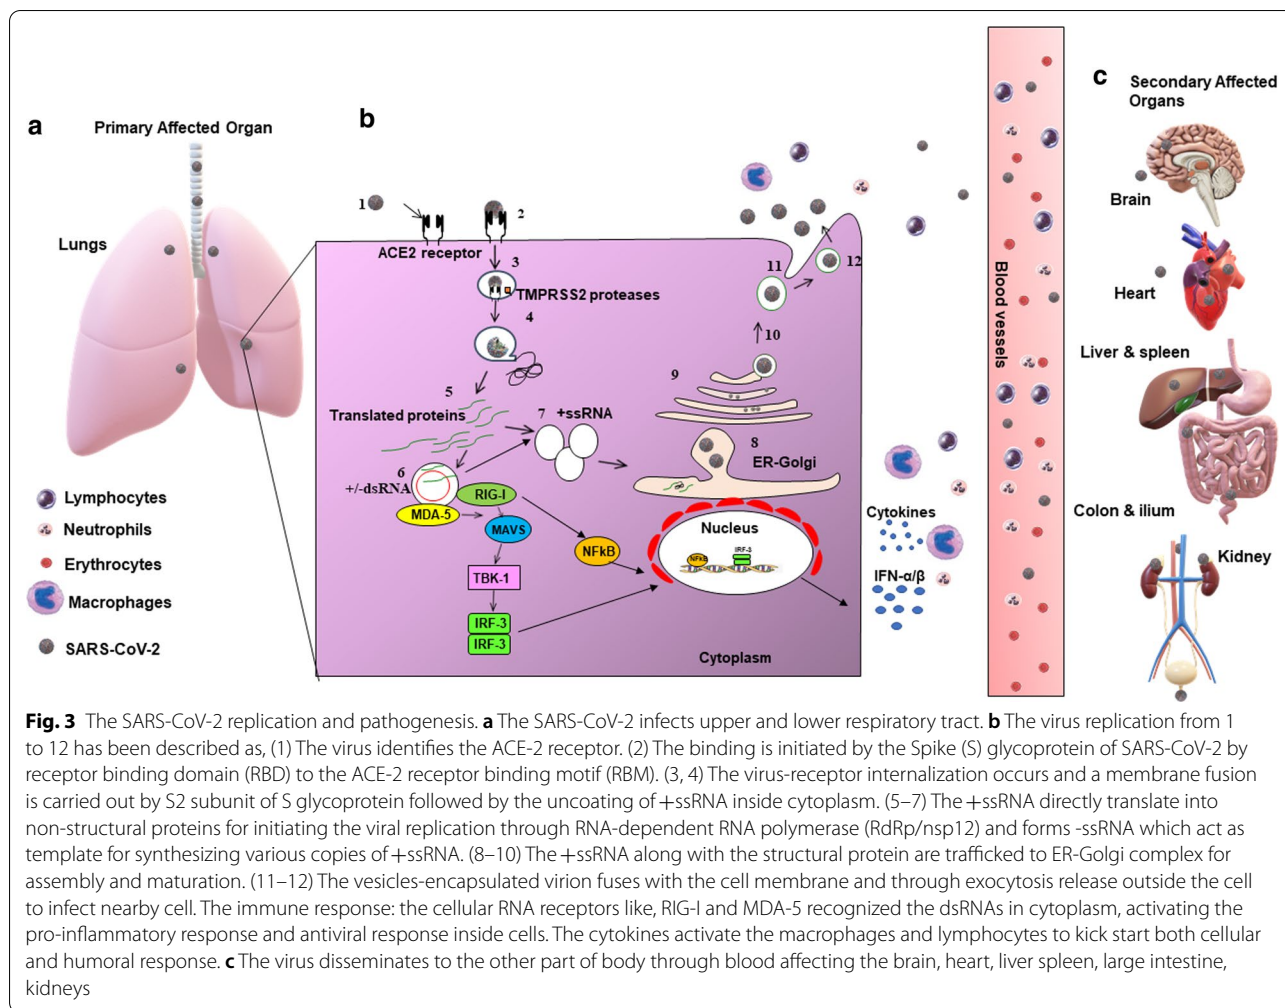 a
Primary Affected Organ
Lungs
Lymphocytes
Neutrophils
Erythrocytes
Macrophages
SARS-CoV-2
b
1
2
ACE2 receptor
3
TMPRSS2 proteases
4
5
Translated proteins
6
+/-dsRNA
7 +ssRNA
RIG-I
MDA-5
MAVS
NFkB
TBK-1
IRF-3
IRF-3
8
ER-Golgi
9
10
11
12
Nucleus
NFkB
IRF-3
Cytoplasm
Cytokines
IFN-α/β
Blood vessels
c
Secondary Affected
Organs
Brain
Heart
Liver & spleen
Colon & ilium
Kidney
Fig. 3 The SARS-CoV-2 replication and pathogenesis. a The SARS-CoV-2 infects upper and lower respiratory tract. b The virus replication from 1
to 12 has been described as, (1) The virus identifies the ACE-2 receptor. (2) The binding is initiated by the Spike (S) glycoprotein of SARS-CoV-2 by
receptor binding domain (RBD) to the ACE-2 receptor binding motif (RBM). (3, 4) The virus-receptor internalization occurs and a membrane fusion
is carried out by S2 subunit of S glycoprotein followed by the uncoating of +ssRNA inside cytoplasm. (5–7) The +ssRNA directly translate into
non-structural proteins for initiating the viral replication through RNA-dependent RNA polymerase (RdRp/nsp12) and forms -ssRNA which act as
template for synthesizing various copies of +ssRNA. (8–10) The +ssRNA along with the structural protein are trafficked to ER-Golgi complex for
assembly and maturation. (11–12) The vesicles-encapsulated virion fuses with the cell membrane and through exocytosis release outside the cell
to infect nearby cell. The immune response: the cellular RNA receptors like, RIG-I and MDA-5 recognized the dsRNAs in cytoplasm, activating the
pro-inflammatory response and antiviral response inside cells. The cytokines activate the macrophages and lymphocytes to kick start both cellular
and humoral response. c The virus disseminates to the other part of body through blood affecting the brain, heart, liver spleen, large intestine,
kidneys